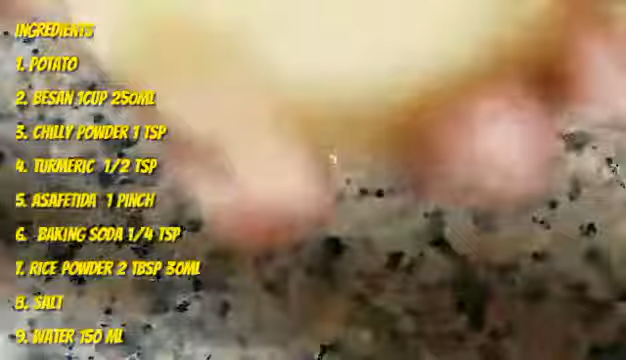 INGREDIENTS
1. POTATO
2. BESAN 1CUP 250ML
3. CHILLY POWDER 1 TSP
4. TURMERIC 1/2 TSP
5. ASAFETIDA 1 PINCH
6. BAKING SODA 1/4 TSP
7. RICE POWDER 2 TBSP 30ML
8. SALT
9. WATER 150 ML